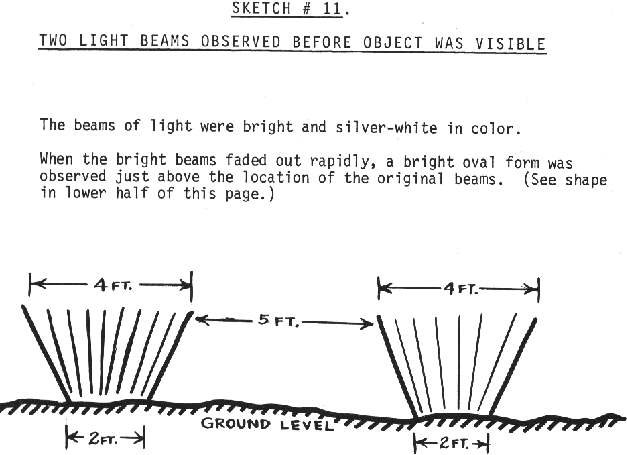 SKETCH # 11.
TWO LIGHT BEAMS OBSERVED BEFORE OBJECT WAS VISIBLE
The beams of light were bright and silver-white in color.
When the bright beams faded out rapidly, a bright oval form was
observed just above the location of the original beams.  (See shape
in lower half of this page.)
4 FT.
4 FT.
5 FT.
GROUND LEVEL
2 FT.
2 FT.